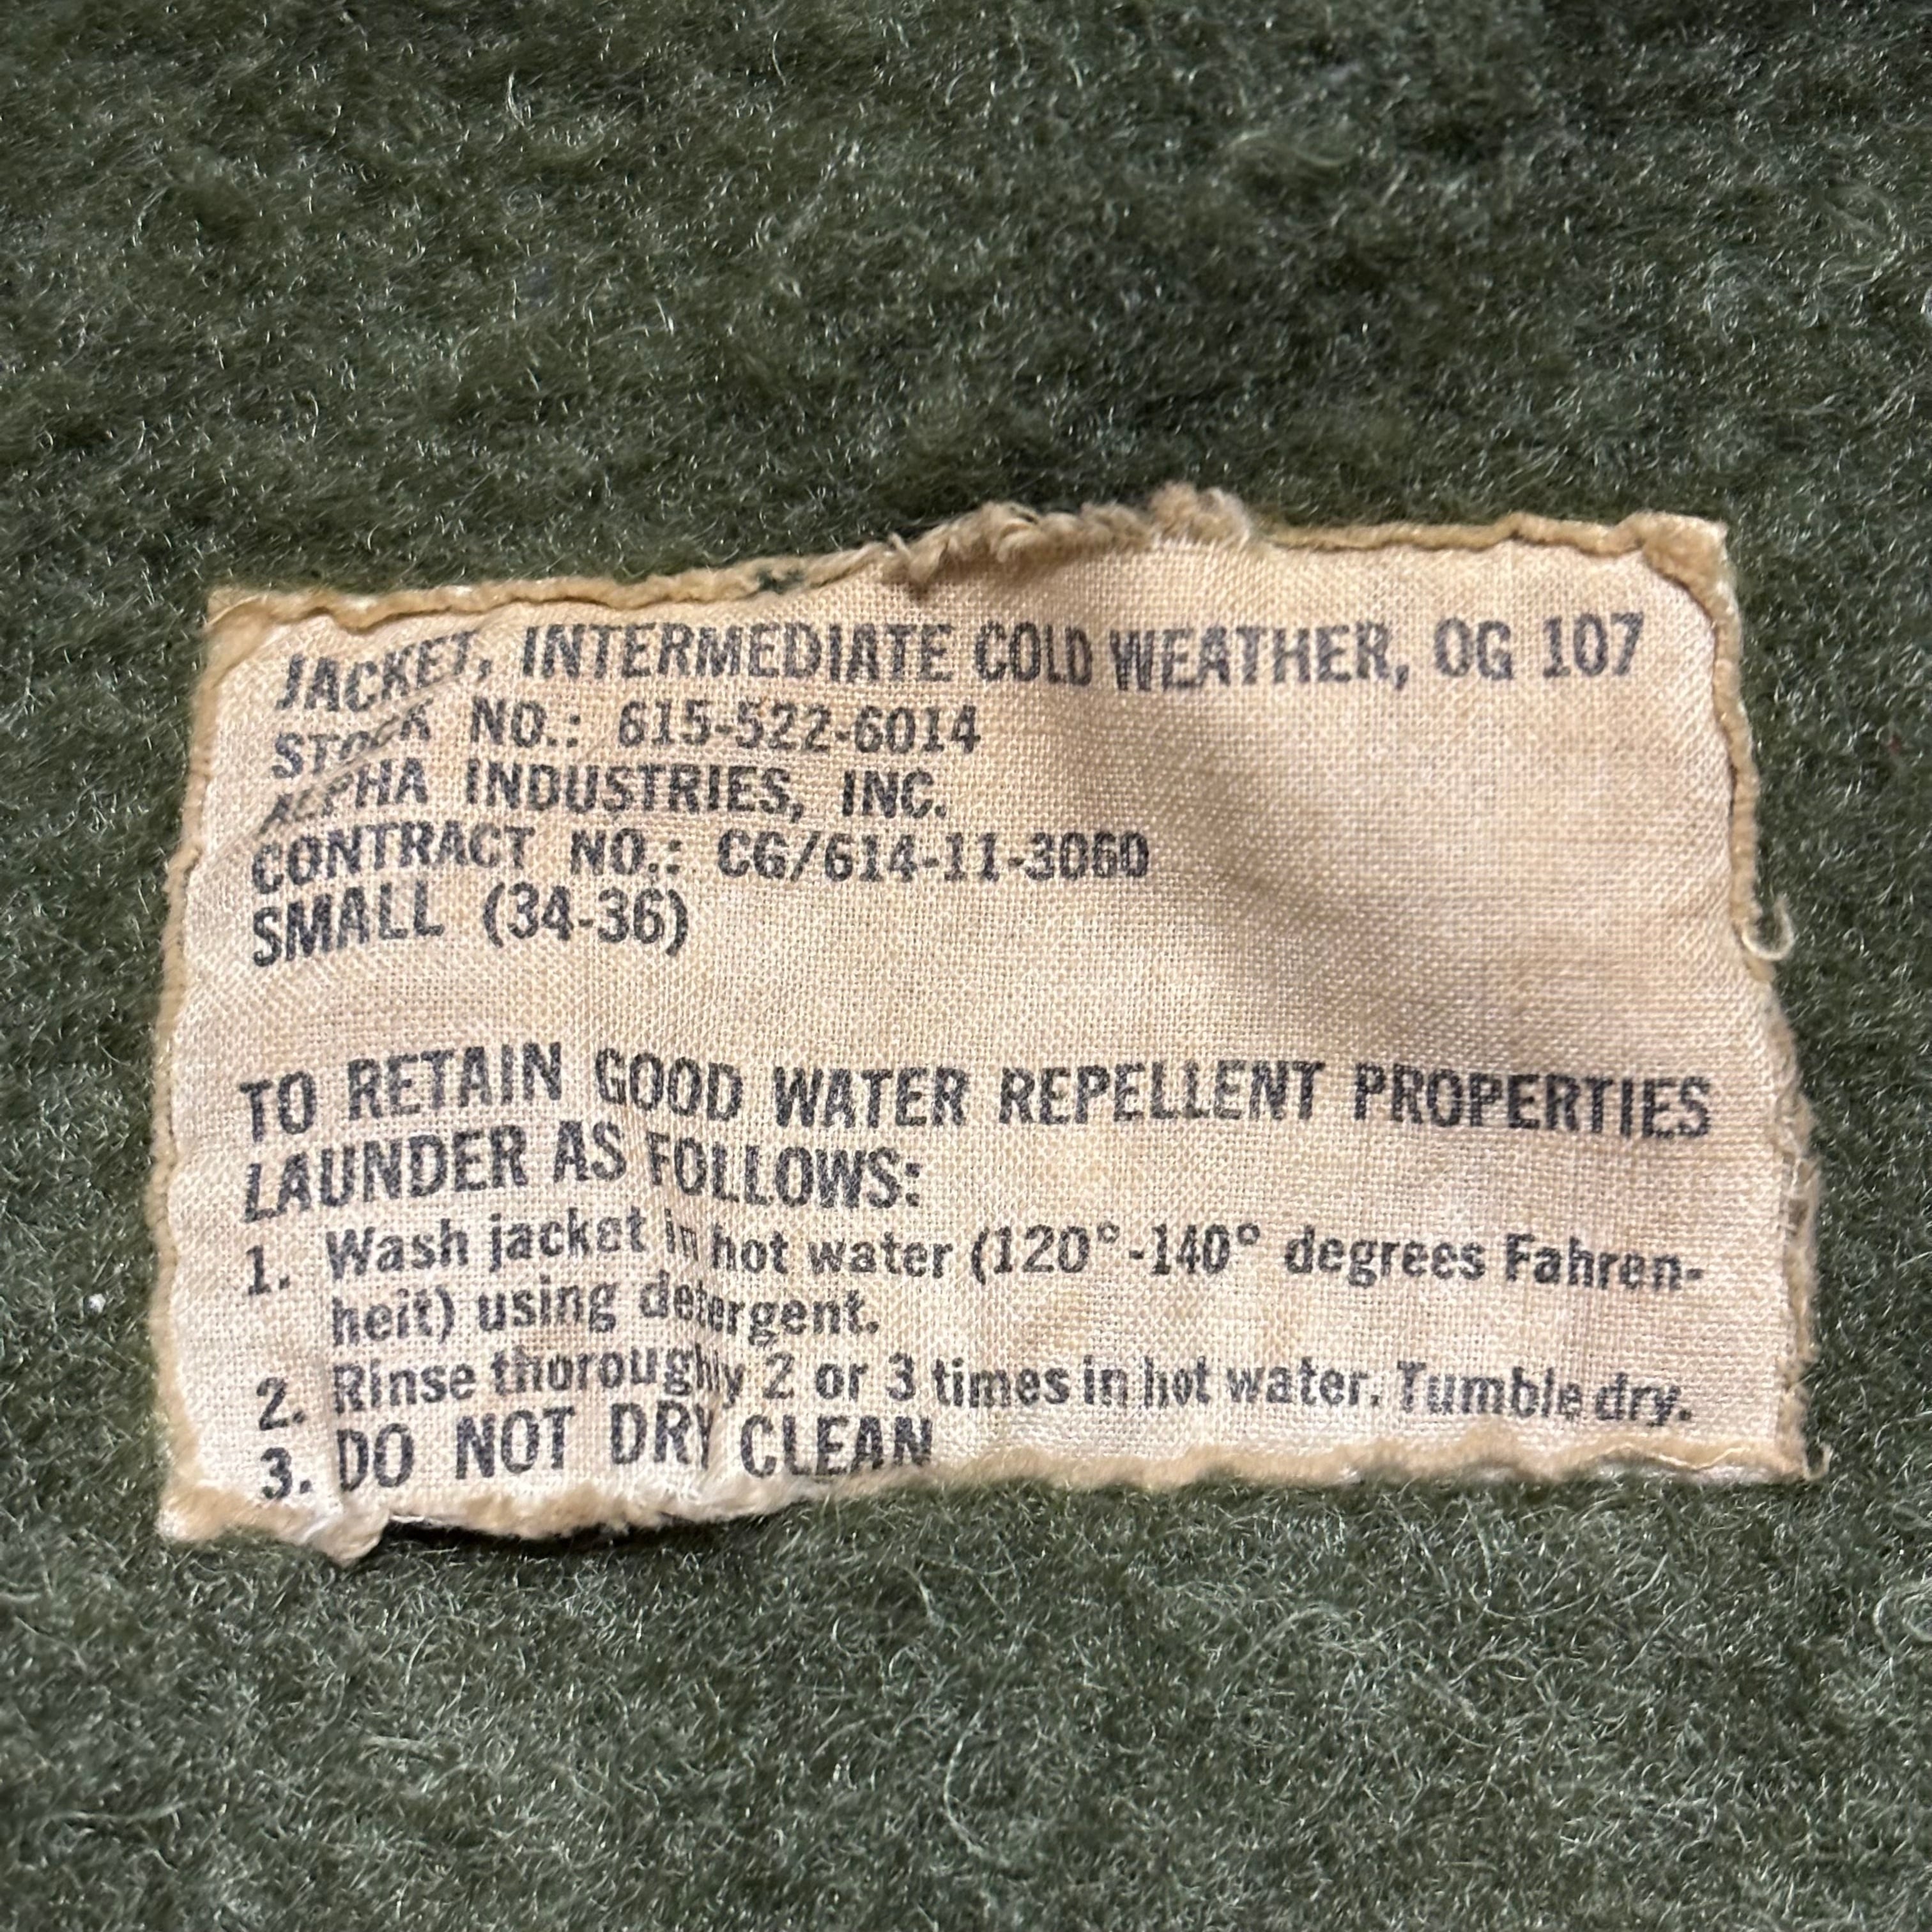 JACKET, INTERMEDIATE COLD WEATHER, OG 107
STOCK NO.: 615-522-6014
ALPHA INDUSTRIES, INC.
CONTRACT NO.: CG/614-11-3060
SMALL (34-36)
TO RETAIN GOOD WATER REPELLENT PROPERTIES
LAUNDER AS FOLLOWS:
1. Wash jacket in hot water (120°-140° degrees Fahren-
heit) using detergent.
2. Rinse thoroughly 2 or 3 times in hot water. Tumble dry.
3. DO NOT DRY CLEAN